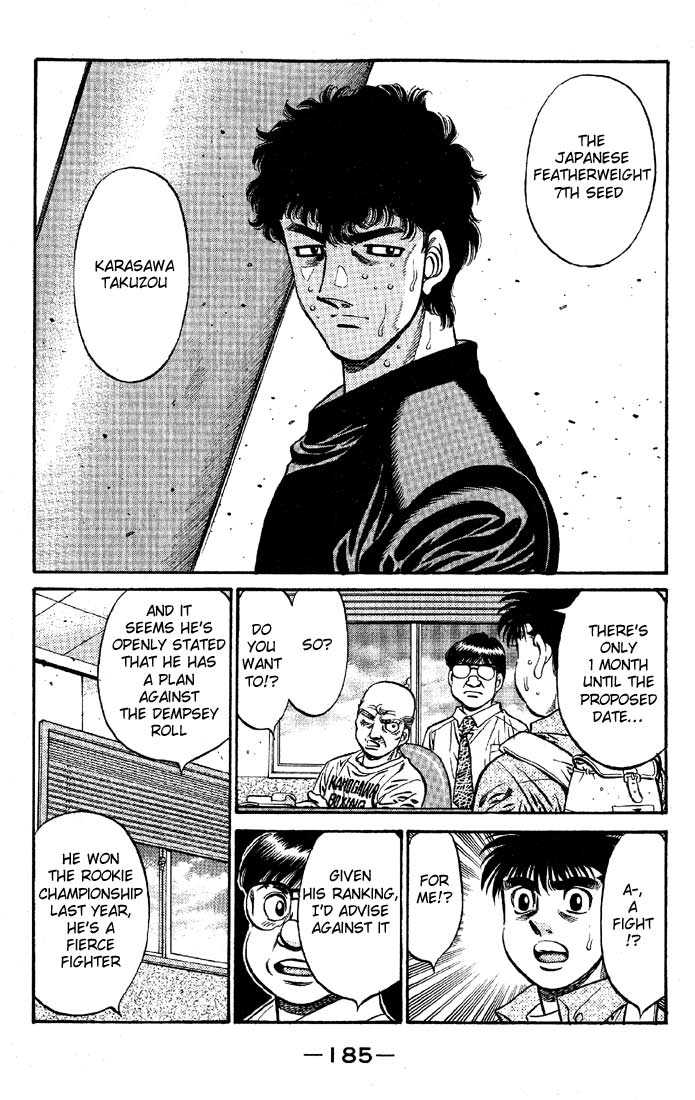 THE
JAPANESE
FEATHERWEIGHT
7TH SEED
KARASAWA
TAKUZOU
THERE'S
ONLY
1 MONTH
UNTIL THE
PROPOSED
DATE...
SO?
DO
YOU
WANT
TO!?
KAMOGAWA
BOXING
AND IT
SEEMS HE'S
OPENLY STATED
THAT HE HAS
A PLAN
AGAINST
THE DEMPSEY
ROLL
A-,
A
FIGHT
!?
FOR
ME!?
GIVEN
HIS RANKING,
I'D ADVISE
AGAINST IT
HE WON
THE ROOKIE
CHAMPIONSHIP
LAST YEAR,
HE'S A
FIERCE
FIGHTER
—185—